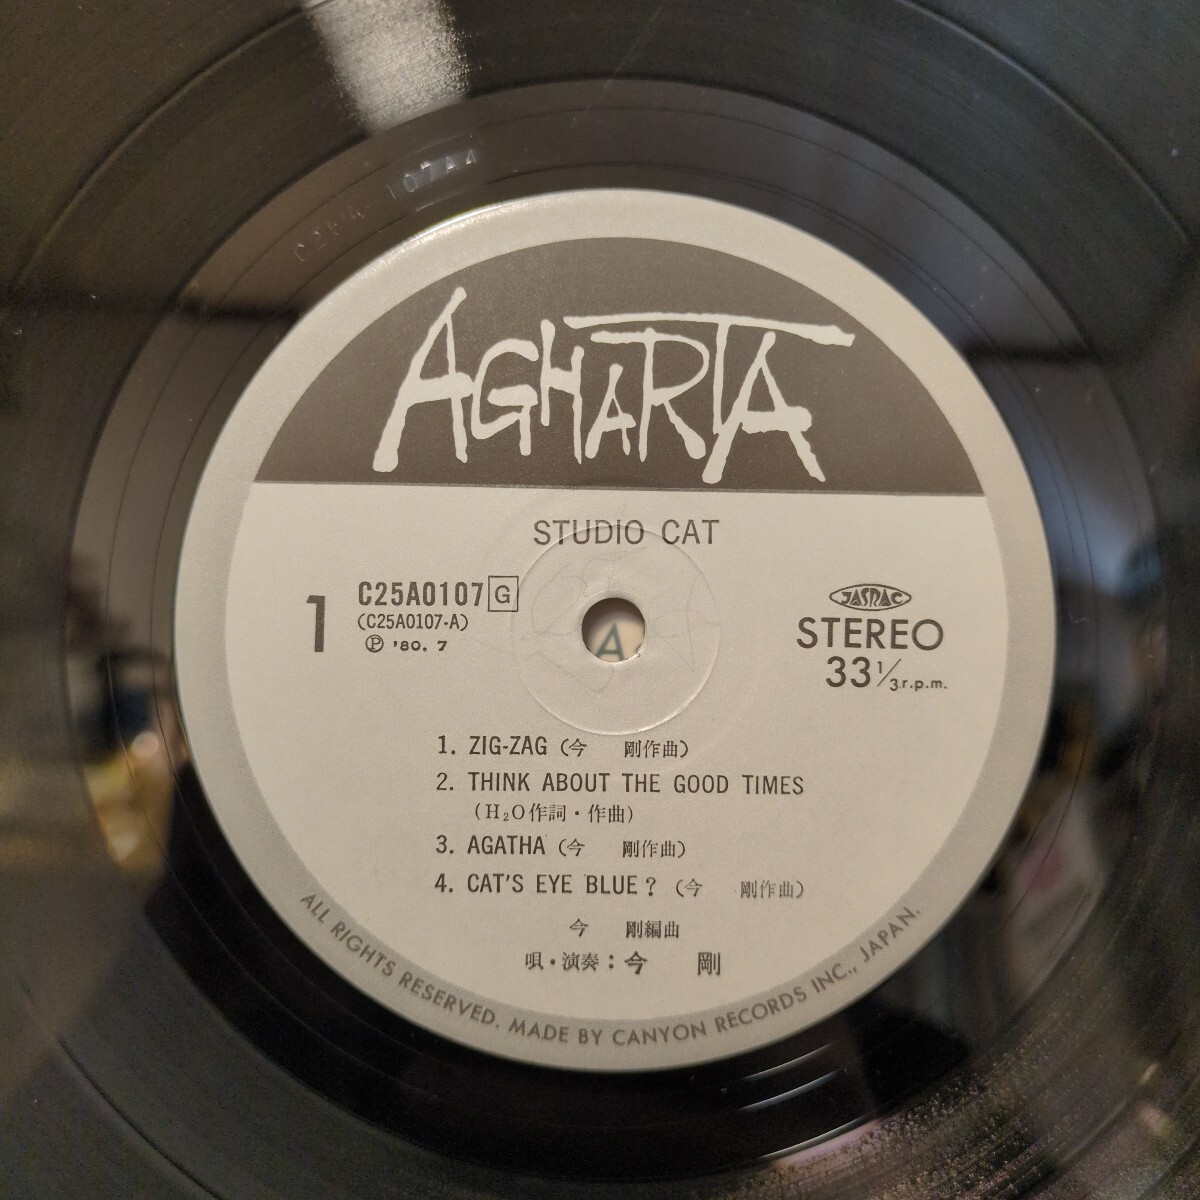 AGHARTA
STUDIO CAT
1
C25A0107 G
(C25A0107-A)
Ⓟ '80. 7
JASRAC
STEREO
33 1/3 r.p.m.
A
1. ZIG-ZAG (今 剛作曲)
2. THINK ABOUT THE GOOD TIMES
(H₂O作詞・作曲)
3. AGATHA (今 剛作曲)
4. CAT'S EYE BLUE? (今 剛作曲)
今 剛編曲
唄・演奏：今 剛
ALL RIGHTS RESERVED. MADE BY CANYON RECORDS INC., JAPAN.